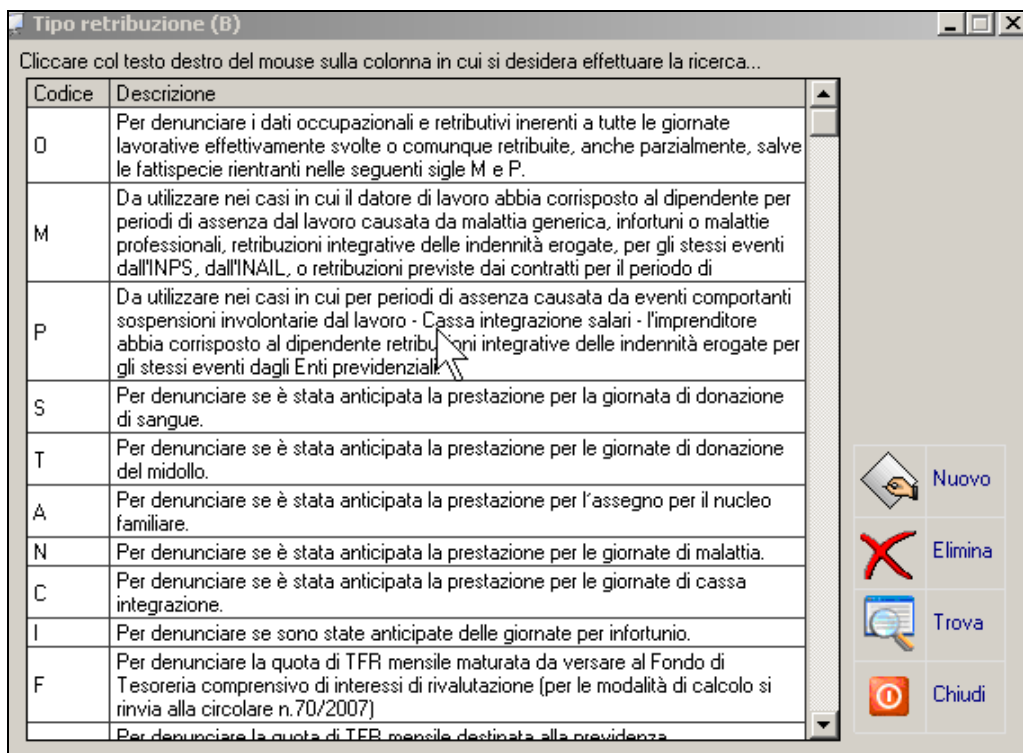 Tipo retribuzione (B)
Cliccare col testo destro del mouse sulla colonna in cui si desidera effettuare la ricerca...
Codice Descrizione
O
Per denunciare i dati occupazionali e retributivi inerenti a tutte le giornate
lavorative effettivamente svolte o comunque retribuite, anche parzialmente, salve
le fattispecie rientranti nelle seguenti sigle M e P.
M
Da utilizzare nei casi in cui il datore di lavoro abbia corrisposto al dipendente per
periodi di assenza dal lavoro causata da malattia generica, infortuni o malattie
professionali, retribuzioni integrative delle indennità erogate, per gli stessi eventi
dall'INPS, dall'INAIL, o retribuzioni previste dai contratti per il periodo di
P
Da utilizzare nei casi in cui per periodi di assenza causata da eventi comportanti
sospensioni involontarie dal lavoro - Cassa integrazione salari - l'imprenditore
abbia corrisposto al dipendente retribuzioni integrative delle indennità erogate per
gli stessi eventi dagli Enti previdenziali.
S
Per denunciare se è stata anticipata la prestazione per la giornata di donazione
di sangue.
T
Per denunciare se è stata anticipata la prestazione per le giornate di donazione
del midollo.
A
Per denunciare se è stata anticipata la prestazione per l'assegno per il nucleo
familiare.
N
Per denunciare se è stata anticipata la prestazione per le giornate di malattia.
C
Per denunciare se è stata anticipata la prestazione per le giornate di cassa
integrazione.
I
Per denunciare se sono state anticipate delle giornate per infortunio.
F
Per denunciare la quota di TFR mensile maturata da versare al Fondo di
Tesoreria comprensivo di interessi di rivalutazione (per le modalità di calcolo si
rinvia alla circolare n.70/2007)
Per denunciare la quota di TFR mensile destinata alla previdenza
Nuovo
Elimina
Trova
Chiudi